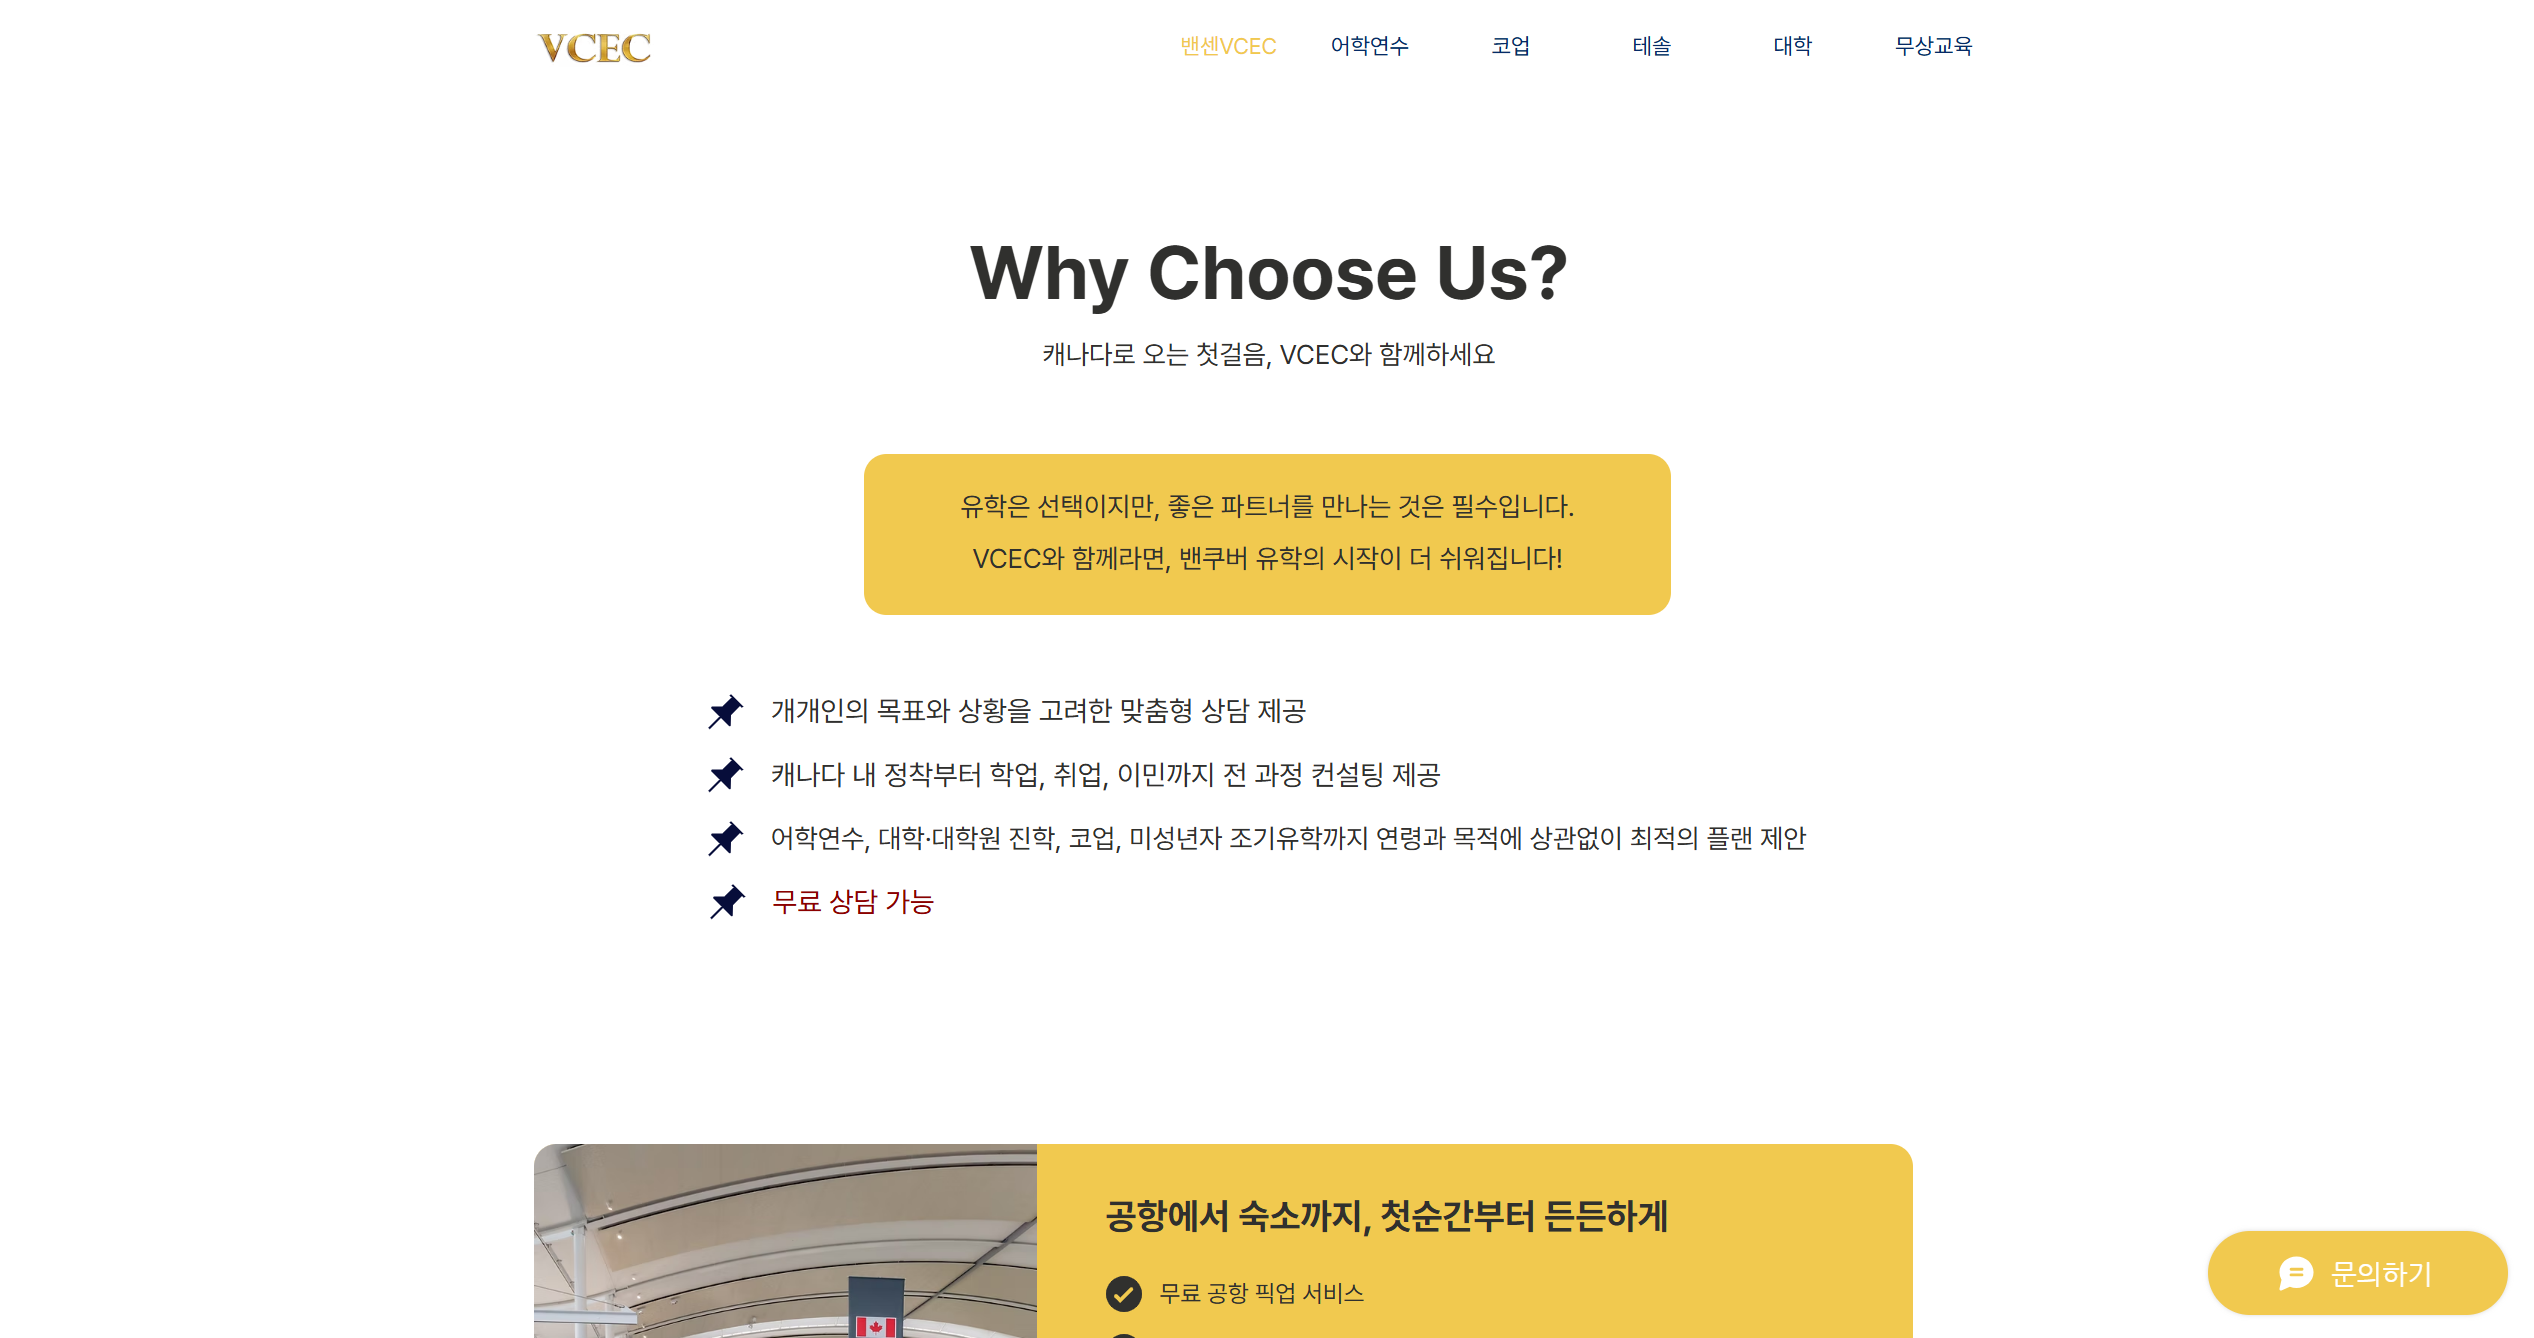 VCEC
밴센VCEC 어학연수 코업 테솔 대학 무상교육
Why Choose Us?
캐나다로 오는 첫걸음, VCEC와 함께하세요
유학은 선택이지만, 좋은 파트너를 만나는 것은 필수입니다.
VCEC와 함께라면, 밴쿠버 유학의 시작이 더 쉬워집니다!
개개인의 목표와 상황을 고려한 맞춤형 상담 제공
캐나다 내 정착부터 학업, 취업, 이민까지 전 과정 컨설팅 제공
어학연수, 대학·대학원 진학, 코업, 미성년자 조기유학까지 연령과 목적에 상관없이 최적의 플랜 제안
무료 상담 가능
공항에서 숙소까지, 첫순간부터 든든하게
무료 공항 픽업 서비스
문의하기